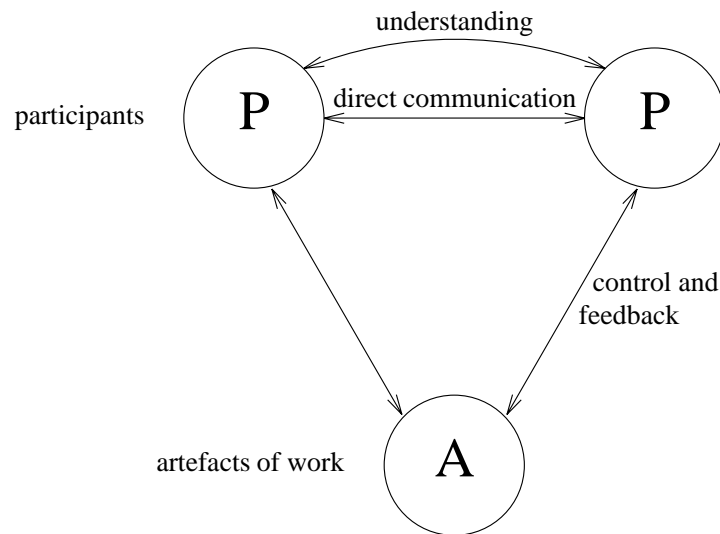 understanding
direct communication
participants
P
P
control and
feedback
artefacts of work
A